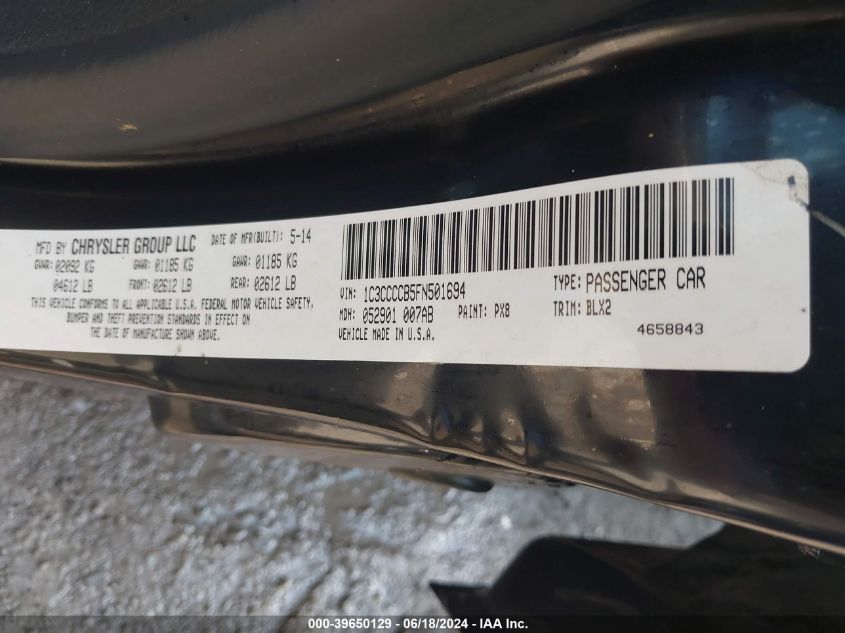 MFD BY CHRYSLER GROUP LLC DATE OF MFR(BUILT): 5-14
GVWR: 02092 KG GAWR: 01185 KG GAWR: 01185 KG
04612 LB FRONT: 02612 LB REAR: 02612 LB
THIS VEHICLE CONFORMS TO ALL APPLICABLE U.S.A. FEDERAL MOTOR VEHICLE SAFETY,
BUMPER AND THEFT PREVENTION STANDARDS IN EFFECT ON
THE DATE OF MANUFACTURE SHOWN ABOVE.
VIN: 1C3CCCCB5FN501694 TYPE: PASSENGER CAR
MDH: 052901 007AB PAINT: PX8 TRIM: BLX2
VEHICLE MADE IN U.S.A. 4658843
000-39650129 - 06/18/2024 - IAA Inc.